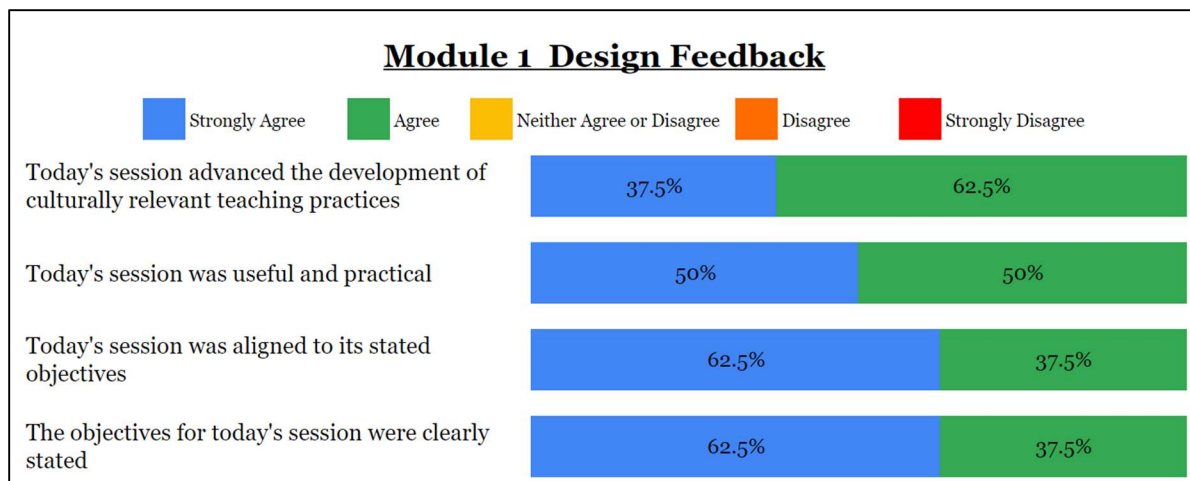 Module 1 Design Feedback
Strongly Agree Agree Neither Agree or Disagree Disagree Strongly Disagree
Today's session advanced the development of
culturally relevant teaching practices
37.5% 62.5%
Today's session was useful and practical
50% 50%
Today's session was aligned to its stated
objectives
62.5% 37.5%
The objectives for today's session were clearly
stated
62.5% 37.5%